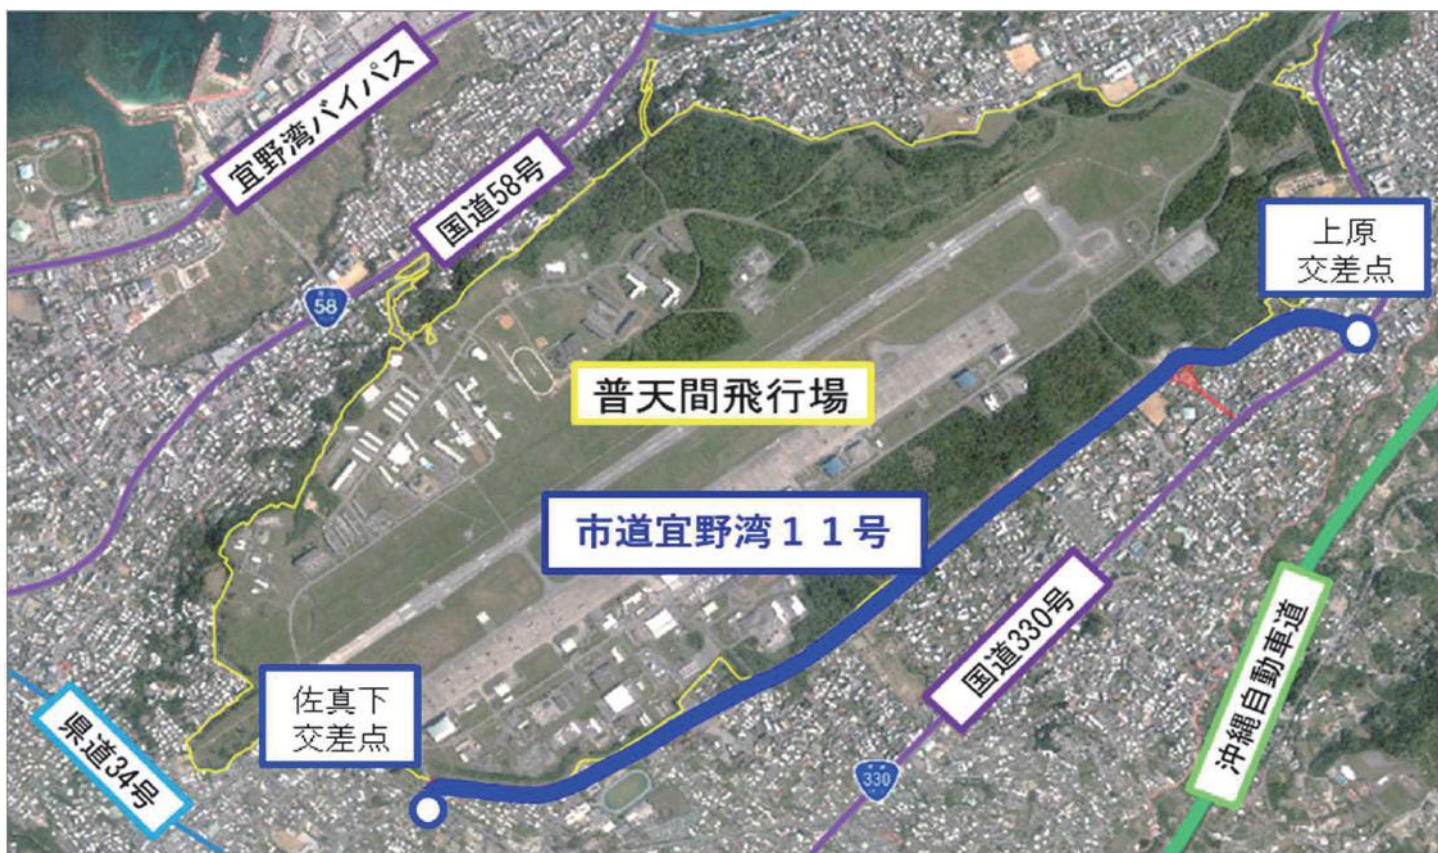 宜野湾バイパス
国道58号
58
上原
交差点
普天間飛行場
市道宜野湾１１号
国道330号
沖縄自動車道
佐真下
交差点
県道34号
330